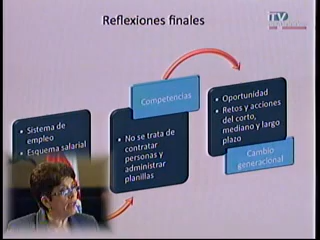 Reflexiones finales
TV
• Sistema de
empleo
• Esquema salarial
Competencias
• No se trata de
contratar
personas y
administrar
planillas
• Oportunidad
• Retos y acciones
del corto,
mediano y largo
plazo
Cambio
generacional